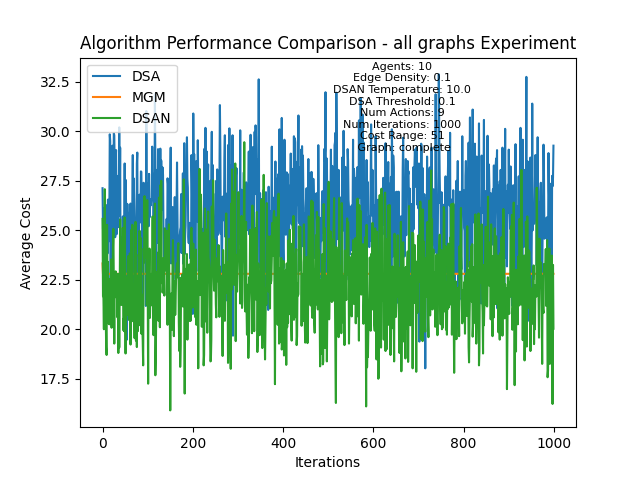 Algorithm Performance Comparison - all graphs Experiment
DSA
MGM
DSAN
Agents: 10
Edge Density: 0.1
DSAN Temperature: 10.0
DSA Threshold: 0.1
Num Actions: 9
Num Iterations: 1000
Cost Range: 51
Graph: complete
Average Cost
32.5
30.0
27.5
25.0
22.5
20.0
17.5
0 200 400 600 800 1000
Iterations